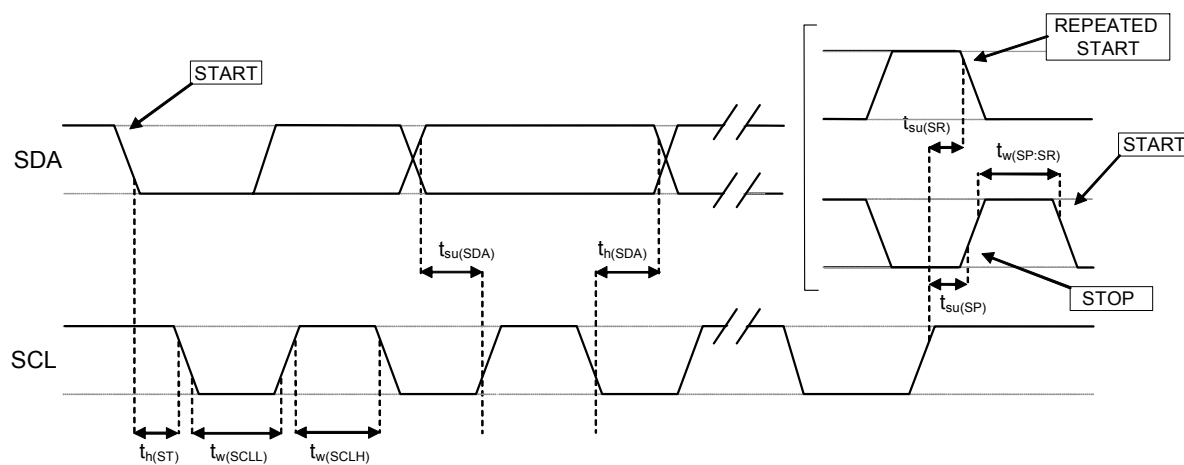 REPEATED
START
START
t_su(SR)
START
SDA
t_w(SP:SR)
t_su(SDA)
t_h(SDA)
t_su(SP)
STOP
SCL
t_h(ST)
t_w(SCLL)
t_w(SCLH)